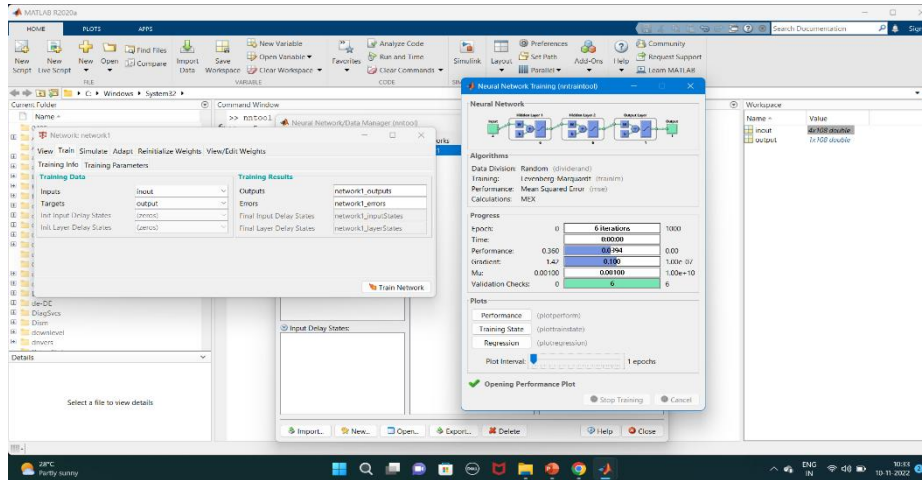 MATLAB R2020a
HOME PLOTS APPS
Search Documentation
New Script
New Live Script
New
Open
Find Files
Compare
Import Data
Save Workspace
New Variable
Open Variable
Clear Workspace
Favorites
Analyze Code
Run and Time
Clear Commands
Simulink
Layout
Preferences
Set Path
Parallel
Add-Ons
Help
Community
Request Support
Learn MATLAB
FILE VARIABLE CODE
C: Windows System32
Current Folder
Name
Command Window
>> nntool
Neural Network/Data Manager (nntool)
Network: network1
View Train Simulate Adapt Reinitialize Weights View/Edit Weights
Training Info Training Parameters
Training Data Training Results
Inputs inout Outputs network1_outputs
Targets output Errors network1_errors
Init Input Delay States (zeros) Final Input Delay States network1_inputStates
Init Layer Delay States (zeros) Final Layer Delay States network1_layerStates
Train Network
de-DE
DiagSvcs
Dism
downlevel
drivers
Details
Select a file to view details
Input Delay States:
Import... New... Open... Export... Delete Help Close
Neural Network Training (nntraintool)
Neural Network
Hidden Layer 1 Hidden Layer 2 Output Layer
Input Output
Algorithms
Data Division: Random (dividerand)
Training: Levenberg-Marquardt (trainlm)
Performance: Mean Squared Error (mse)
Calculations: MEX
Progress
Epoch: 0 6 iterations 1000
Time: 0:00:00
Performance: 0.360 0.0394 0.00
Gradient: 1.42 0.100 1.00e-07
Mu: 0.00100 0.00100 1.00e+10
Validation Checks: 0 6 6
Plots
Performance (plotperform)
Training State (plottrainstate)
Regression (plotregression)
Plot Interval: 1 epochs
Opening Performance Plot
Stop Training Cancel
Workspace
Name Value
inout 4x108 double
output 1x108 double
28°C
Partly sunny
ENG
IN
10:33
10-11-2022